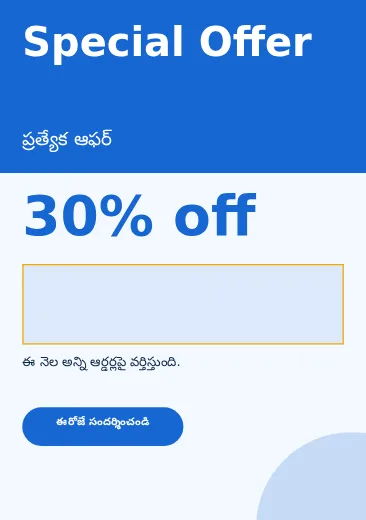 Special Offer
ప్రత్యేక ఆఫర్
30% off
ఈ నెల అన్ని ఆర్డర్లపై వర్తిస్తుంది.
ఈరోజే సందర్శించండి